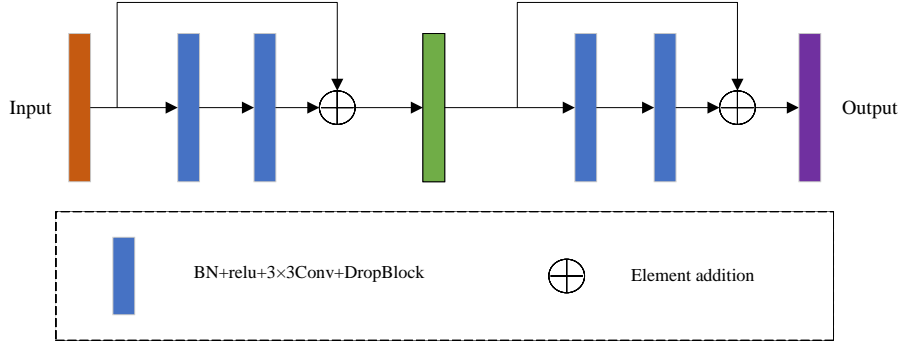 Input
Output
BN+relu+3×3Conv+DropBlock
Element addition